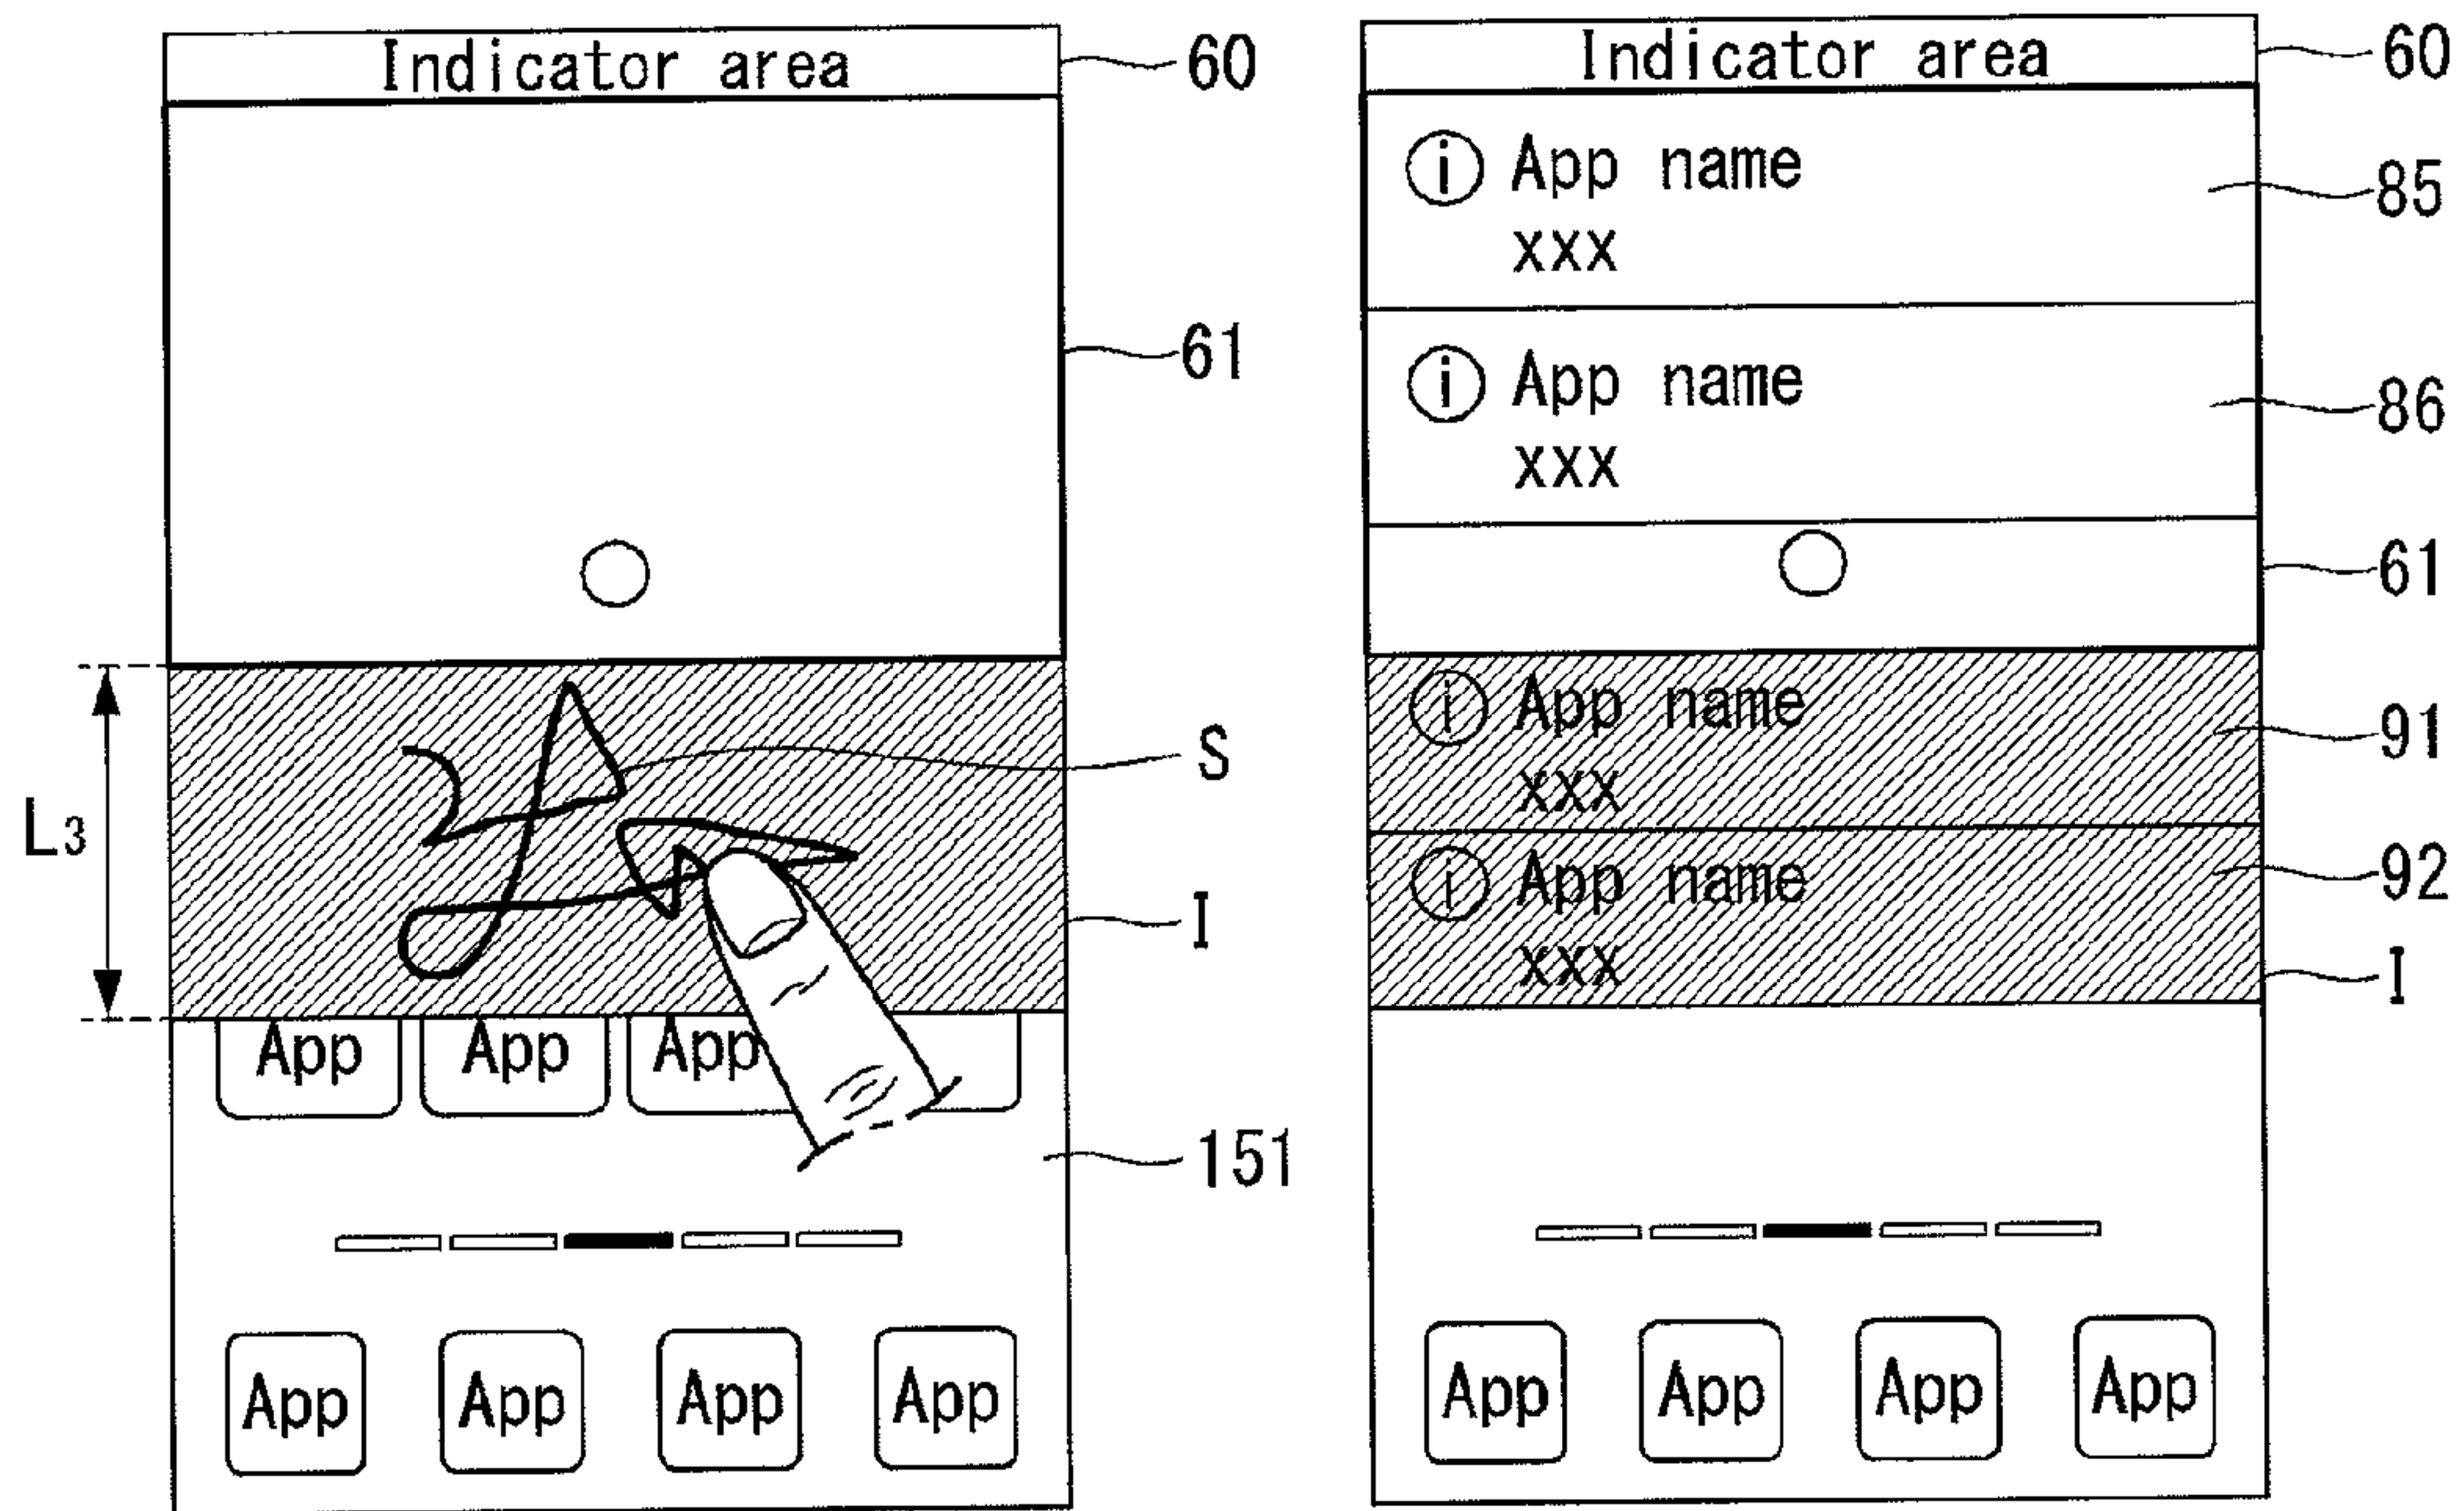 Indicator area
60
61
S
L3
I
App App App
151
App App App App
Indicator area
60
i App name
xxx
85
i App name
xxx
86
61
i App name
xxx
91
i App name
xxx
92
I
App App App App